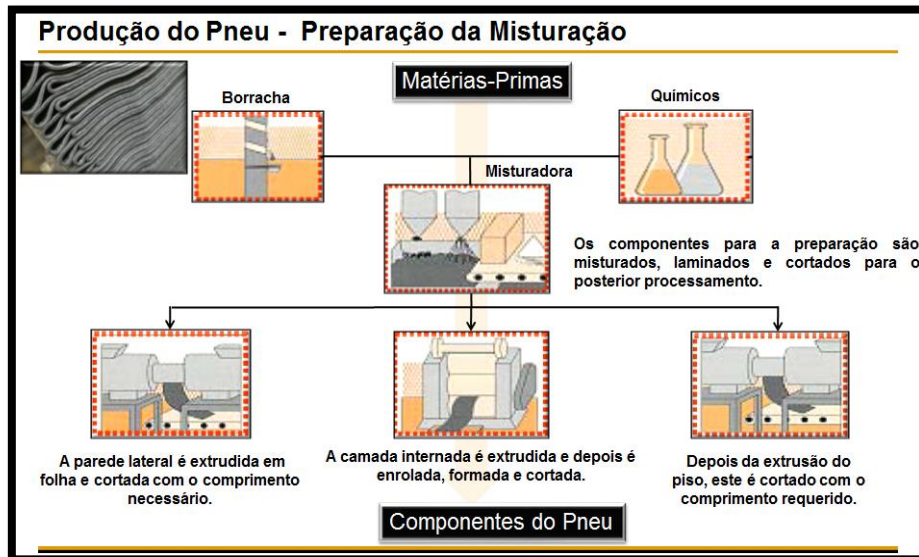 Produção do Pneu - Preparação da Misturação
Matérias-Primas
Borracha
Químicos
Misturadora
Os componentes para a preparação são
misturados, laminados e cortados para o
posterior processamento.
A parede lateral é extrudida em
folha e cortada com o comprimento
necessário.
A camada internada é extrudida e depois é
enrolada, formada e cortada.
Depois da extrusão do
piso, este é cortado com o
comprimento requerido.
Componentes do Pneu